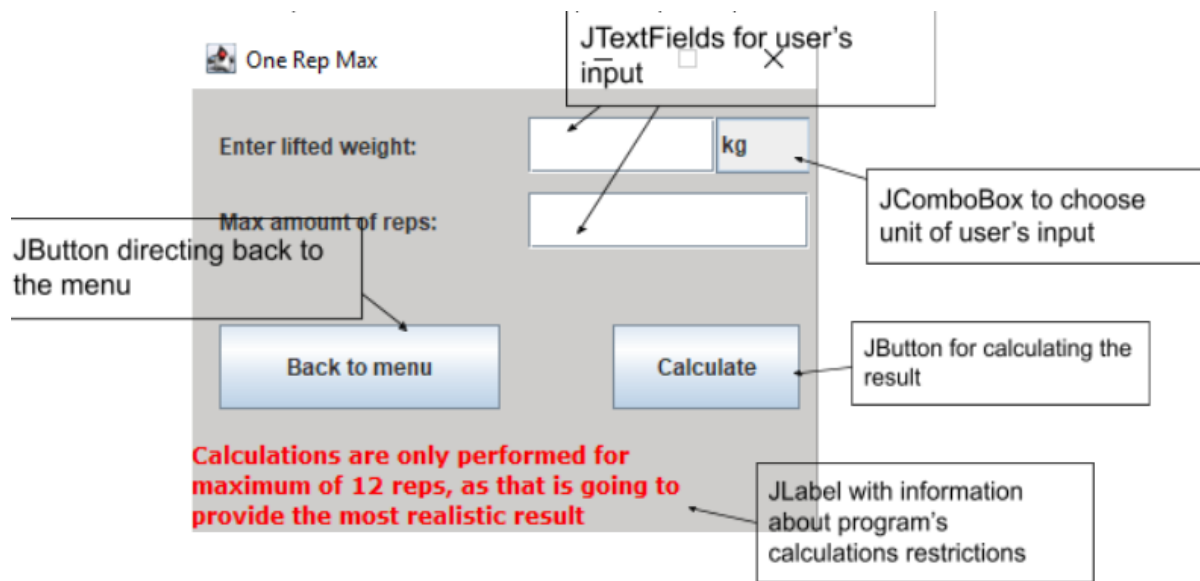 JTextFields for user's
input
One Rep Max
Enter lifted weight:
kg
JComboBox to choose
unit of user's input
Max amount of reps:
JButton directing back to
the menu
Back to menu
Calculate
JButton for calculating the
result
Calculations are only performed for
maximum of 12 reps, as that is going to
provide the most realistic result
JLabel with information
about program's
calculations restrictions